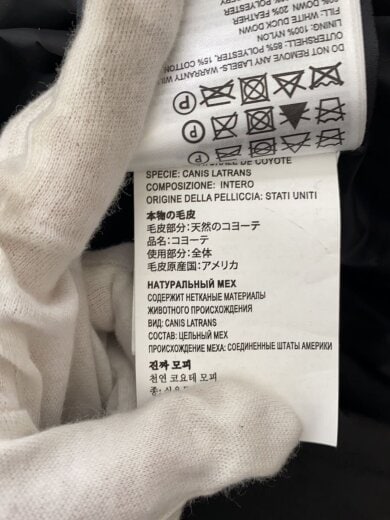 DO NOT REMOVE ANY LABELS-WARRANTY
OUTERSHELL: 85% POLYESTER, 15% COTTON
LINING: 100% NYLON
FILL: WHITE DUCK DOWN
20% FEATHER
P
P
DE COYOTE
SPECIE: CANIS LATRANS
COMPOSIZIONE: INTERO
ORIGINE DELLA PELLICCIA: STATI UNITI
本物の毛皮
毛皮部分：天然のコヨーテ
品名：コヨーテ
使用部分：全体
毛皮原産国：アメリカ
НАТУРАЛЬНЫЙ МЕХ
СОДЕРЖИТ НЕТКАНЫЕ МАТЕРИАЛЫ
ЖИВОТНОГО ПРОИСХОЖДЕНИЯ
ВИД: CANIS LATRANS
СОСТАВ: ЦЕЛЬНЫЙ МЕХ
ПРОИСХОЖДЕНИЕ МЕХА: СОЕДИНЕННЫЕ ШТАТЫ АМЕРИКИ
진짜 모피
천연 코요테 모피
종: